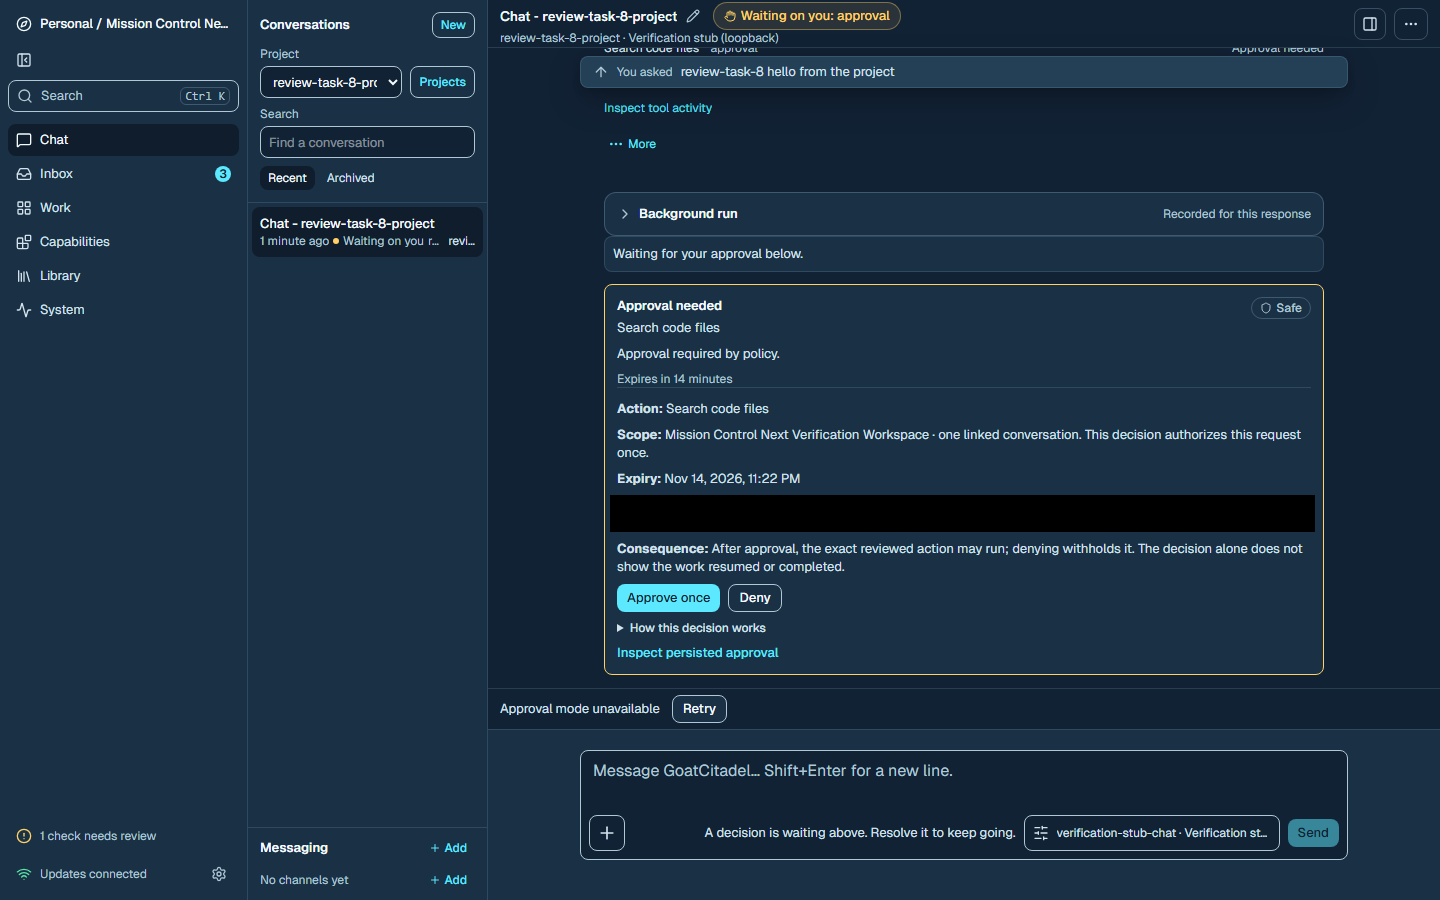 Personal / Mission Control Ne...
Search
Ctrl K
Chat
Inbox
3
Work
Capabilities
Library
System
1 check needs review
Updates connected
Conversations
New
Project
review-task-8-pro
Projects
Search
Find a conversation
Recent
Archived
Chat - review-task-8-project
1 minute ago
Waiting on you r...
revi...
Messaging
+ Add
No channels yet
+ Add
Chat - review-task-8-project
Waiting on you: approval
review-task-8-project · Verification stub (loopback)
Search code files approval
Approval needed
You asked review-task-8 hello from the project
Inspect tool activity
··· More
Background run
Recorded for this response
Waiting for your approval below.
Approval needed
Safe
Search code files
Approval required by policy.
Expires in 14 minutes
Action: Search code files
Scope: Mission Control Next Verification Workspace · one linked conversation. This decision authorizes this request
once.
Expiry: Nov 14, 2026, 11:22 PM
Consequence: After approval, the exact reviewed action may run; denying withholds it. The decision alone does not
show the work resumed or completed.
Approve once
Deny
How this decision works
Inspect persisted approval
Approval mode unavailable
Retry
Message GoatCitadel... Shift+Enter for a new line.
A decision is waiting above. Resolve it to keep going.
verification-stub-chat · Verification st...
Send